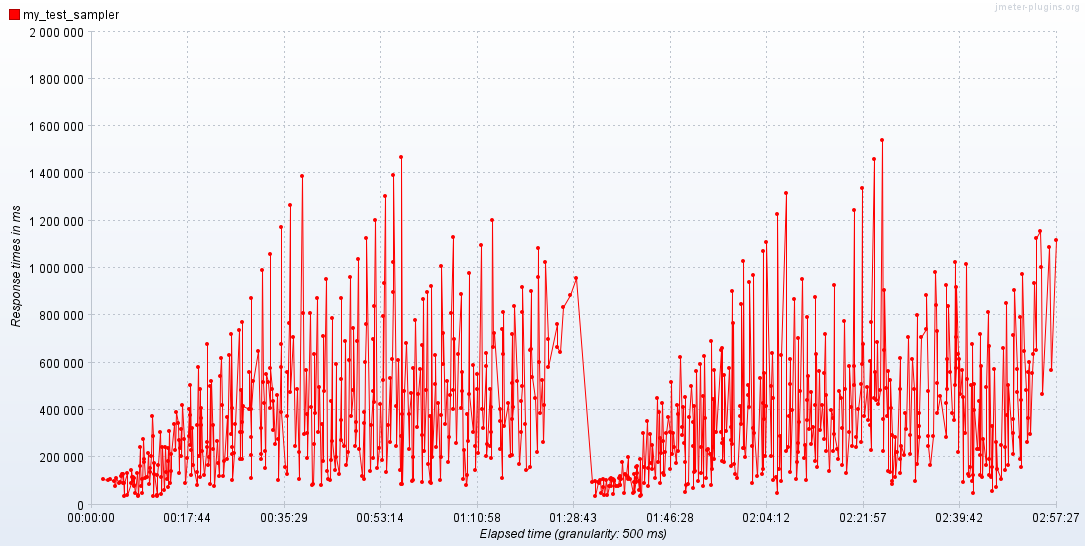 my_test_sampler
jmeter-plugins.org
2 000 000
1 800 000
1 600 000
1 400 000
1 200 000
1 000 000
800 000
600 000
400 000
200 000
0
Response times in ms
00:00:00 00:17:44 00:35:29 00:53:14 01:10:58 01:28:43 01:46:28 02:04:12 02:21:57 02:39:42 02:57:27
Elapsed time (granularity: 500 ms)